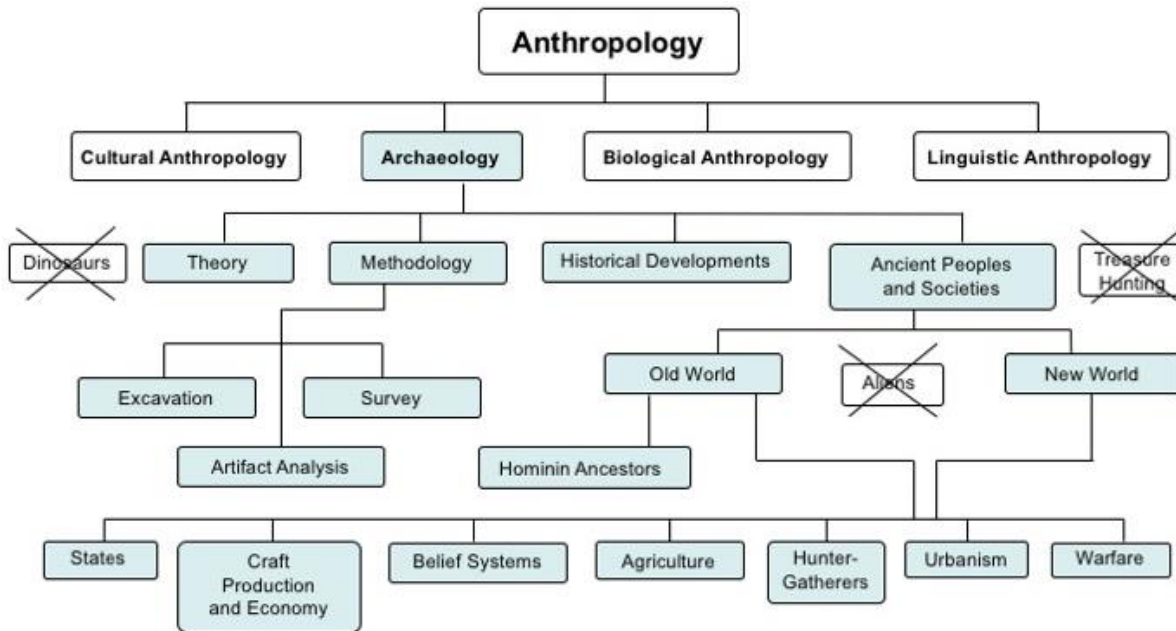 Anthropology
Cultural Anthropology
Archaeology
Biological Anthropology
Linguistic Anthropology
Dinosaurs
Theory
Methodology
Historical Developments
Ancient Peoples
and Societies
Treasure
Hunting
Old World
Aliens
New World
Excavation
Survey
Artifact Analysis
Hominin Ancestors
States
Craft
Production
and Economy
Belief Systems
Agriculture
Hunter-
Gatherers
Urbanism
Warfare